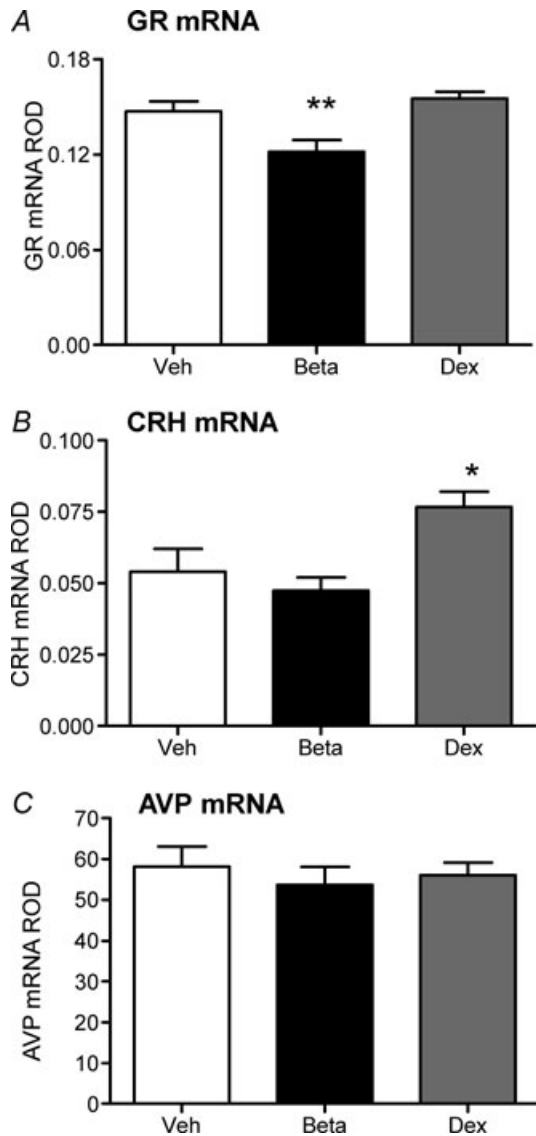 A GR mRNA
GR mRNA ROD
0.18
0.12
0.06
0.00
**
Veh Beta Dex
B CRH mRNA
CRH mRNA ROD
0.100
0.075
0.050
0.025
0.000
*
Veh Beta Dex
C AVP mRNA
AVP mRNA ROD
70
60
50
40
30
20
10
0
Veh Beta Dex